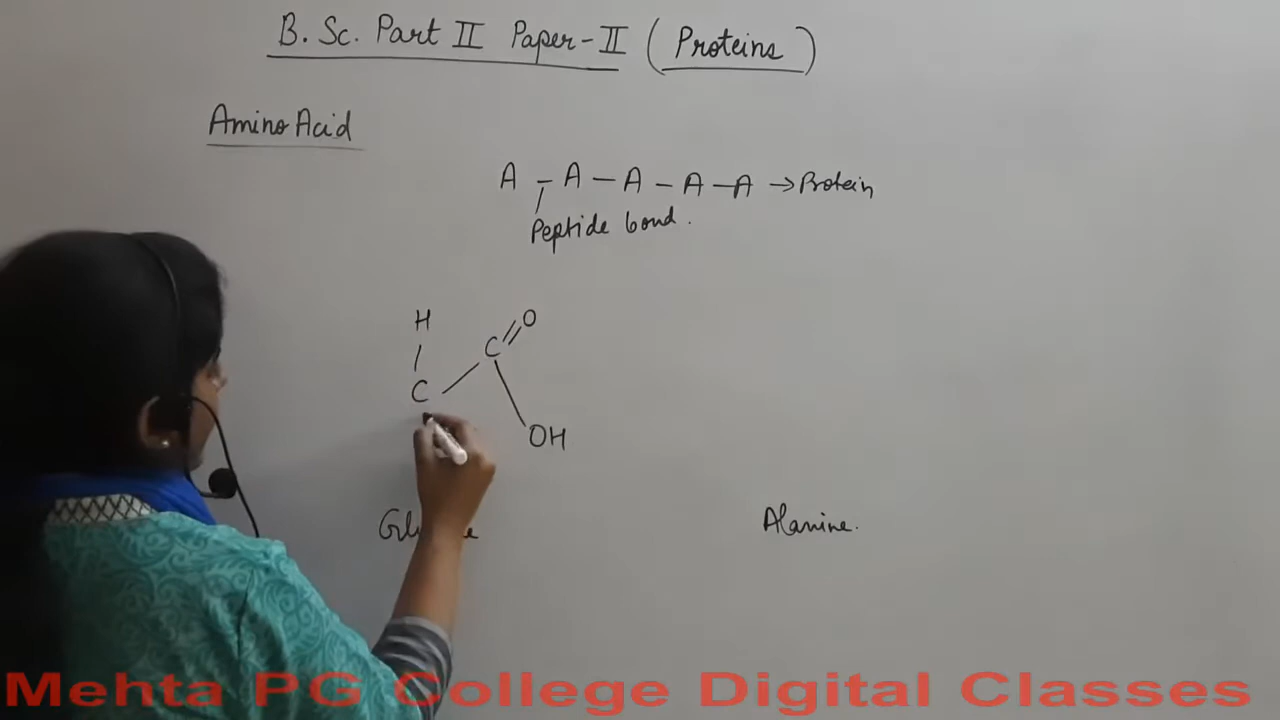 B. Sc. Part II Paper-II (Proteins)
Amino Acid
A - A - A - A - A → Protein
Peptide bond.
H
C
C
O
OH
Alanine.
Mehta PG College Digital Classes